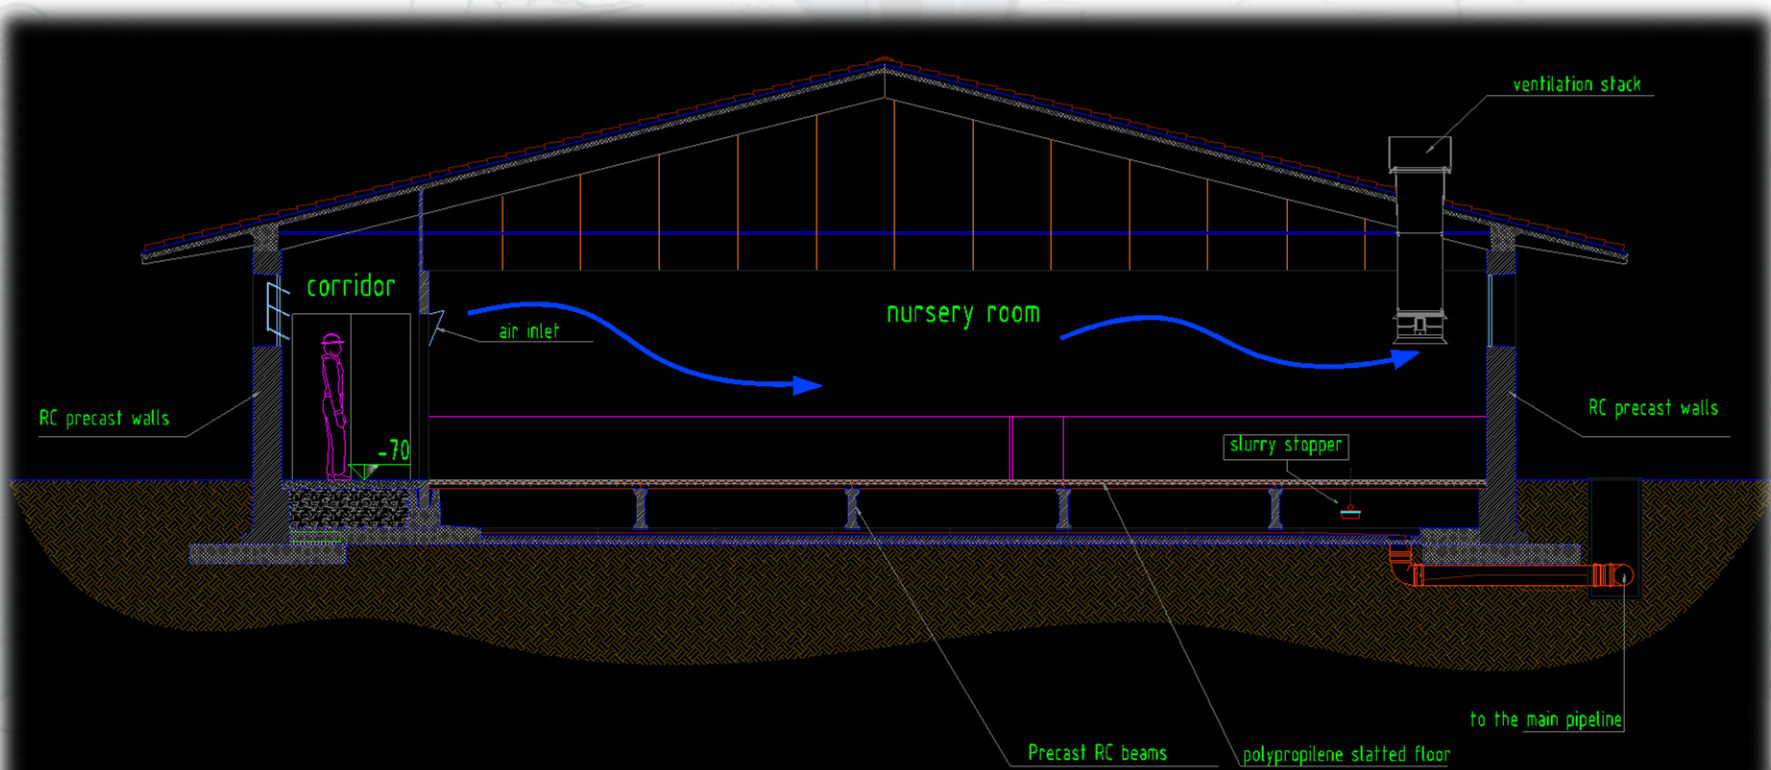 ventilation stack
corridor
nursery room
air inlet
RC precast walls
RC precast walls
-70
slurry stopper
to the main pipeline
Precast RC beams
polypropilene slatted floor